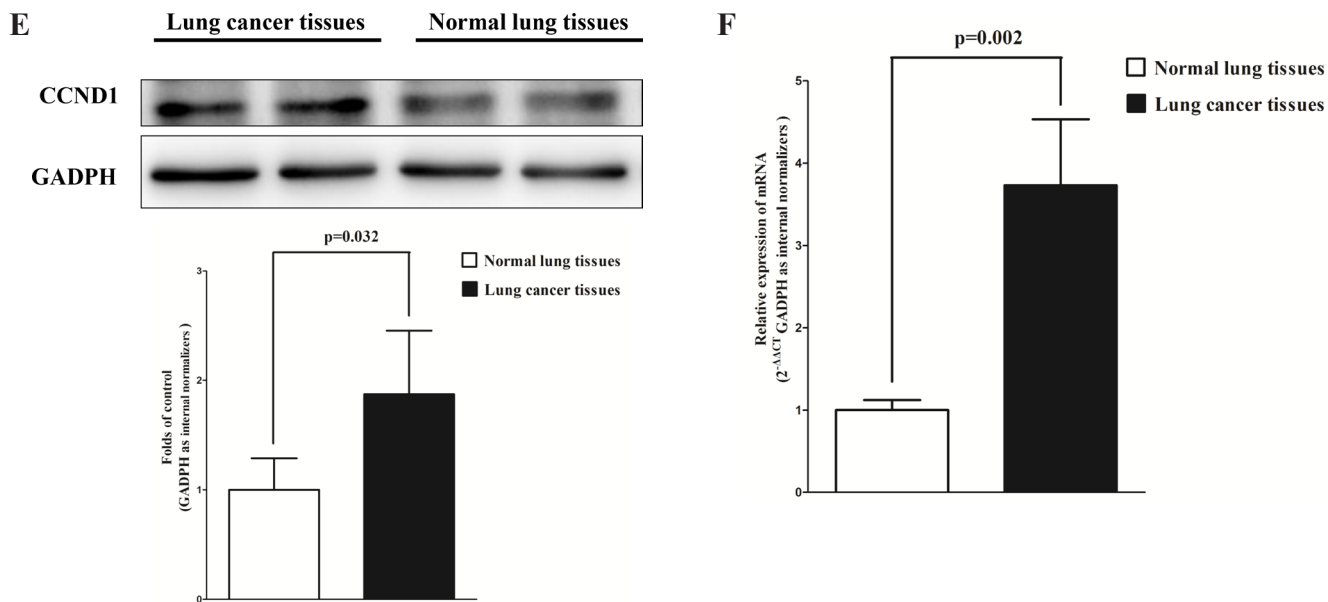 E
Lung cancer tissues
Normal lung tissues
CCND1
GADPH
p=0.032
Normal lung tissues
Lung cancer tissues
Folds of control
(GADPH as internal normalizers )
3
2
1
0
F
p=0.002
Normal lung tissues
Lung cancer tissues
Relative expression of mRNA
(2-ΔΔCT GADPH as internal normalizers )
5
4
3
2
1
0